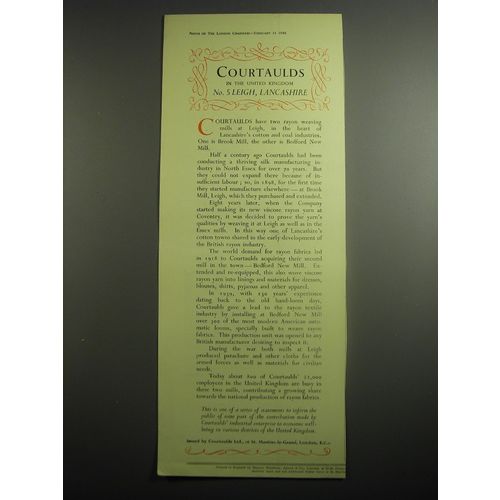 PUNCH OR THE LONDON CHARIVARI—FEBRUARY 11 1948
COURTAULDS
IN THE UNITED KINGDOM
No. 5 LEIGH, LANCASHIRE
COURTAULDS have two rayon weaving
mills at Leigh, in the heart of
Lancashire's cotton and coal industries.
One is Brook Mill, the other is Bedford New
Mill.
Half a century ago Courtaulds had been
conducting a thriving silk manufacturing in-
dustry in North Essex for over 70 years. But
they could not expand there because of in-
sufficient labour; so, in 1898, for the first time
they started manufacture elsewhere — at Brook
Mill, Leigh, which they purchased and extended.
Eight years later, when the Company
started making its new viscose rayon yarn at
Coventry, it was decided to prove the yarn's
qualities by weaving it at Leigh as well as in the
Essex mills. In this way one of Lancashire's
cotton towns shared in the early development of
the British rayon industry.
The world demand for rayon fabrics led
in 1918 to Courtaulds acquiring their second
mill in the town — Bedford New Mill. Ex-
tended and re-equipped, this also wove viscose
rayon yarn into linings and materials for dresses,
blouses, shirts, pyjamas and other apparel.
In with years' experience
dating back to the old hand-loom days,
Courtaulds gave a lead to the rayon textile
industry by installing at Bedford New Mill
over 300 of the most modern American auto-
matic looms, specially built to weave rayon
fabrics. This production unit was opened to any
British manufacturer desiring to inspect it.
During the war both mills at Leigh
produced parachute and other cloths for the
armed forces as well as materials for civilian
needs.
Today about 800 of Courtaulds'
employees in the United Kingdom are busy in
these two mills, contributing a growing share
towards the national production of rayon fabrics.
This is one of a series of statements to inform the
public of some part of the contribution made by
Courtaulds' industrial enterprise to economic well-
being in various districts of the United Kingdom.
Issued by Courtaulds Ltd., 16 St. Martins-le-Grand, London, E.C.1